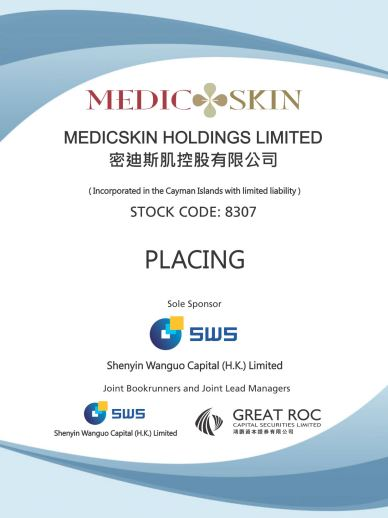 MEDIC SKIN
MEDICSKIN HOLDINGS LIMITED
密迪斯肌控股有限公司
( Incorporated in the Cayman Islands with limited liability )
STOCK CODE: 8307
PLACING
Sole Sponsor
SWS
Shenyin Wanguo Capital (H.K.) Limited
Joint Bookrunners and Joint Lead Managers
SWS
Shenyin Wanguo Capital (H.K.) Limited
GREAT ROC
CAPITAL SECURITIES LIMITED
鴻鵬資本證券有限公司